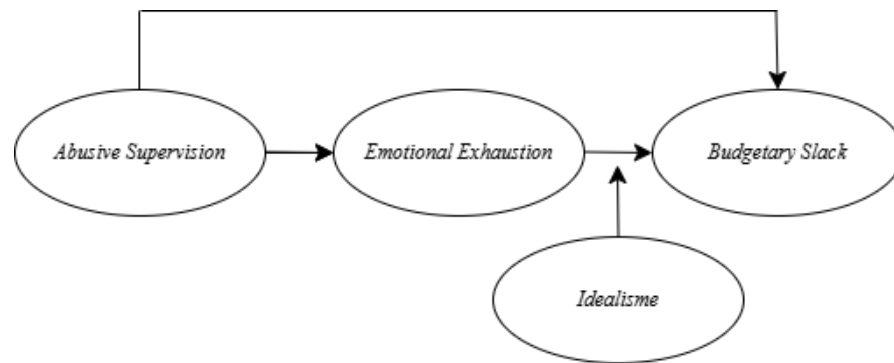 Abusive Supervision
Emotional Exhaustion
Budgetary Slack
Idealisme